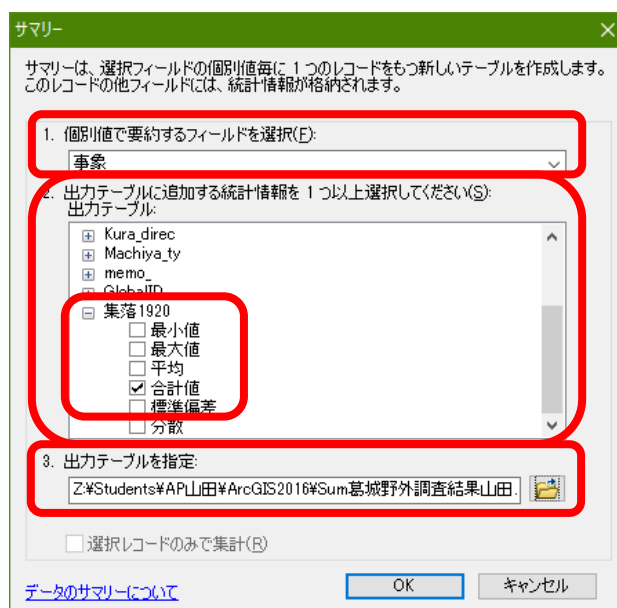 サマリー
サマリーは、選択フィールドの個別値毎に 1 つのレコードをもつ新しいテーブルを作成します。
このレコードの他フィールドには、統計情報が格納されます。
1. 個別値で要約するフィールドを選択(F):
事象
2. 出力テーブルに追加する統計情報を 1 つ以上選択してください(S):
出力テーブル:
Kura_direc
Machiya_ty
memo_
GlobalID
集落1920
最小値
最大値
平均
合計値
標準偏差
分散
3. 出力テーブルを指定:
Z:¥Students¥AP山田¥ArcGIS2016¥Sum葛城野外調査結果山田.
選択レコードのみで集計(R)
データのサマリーについて
OK
キャンセル